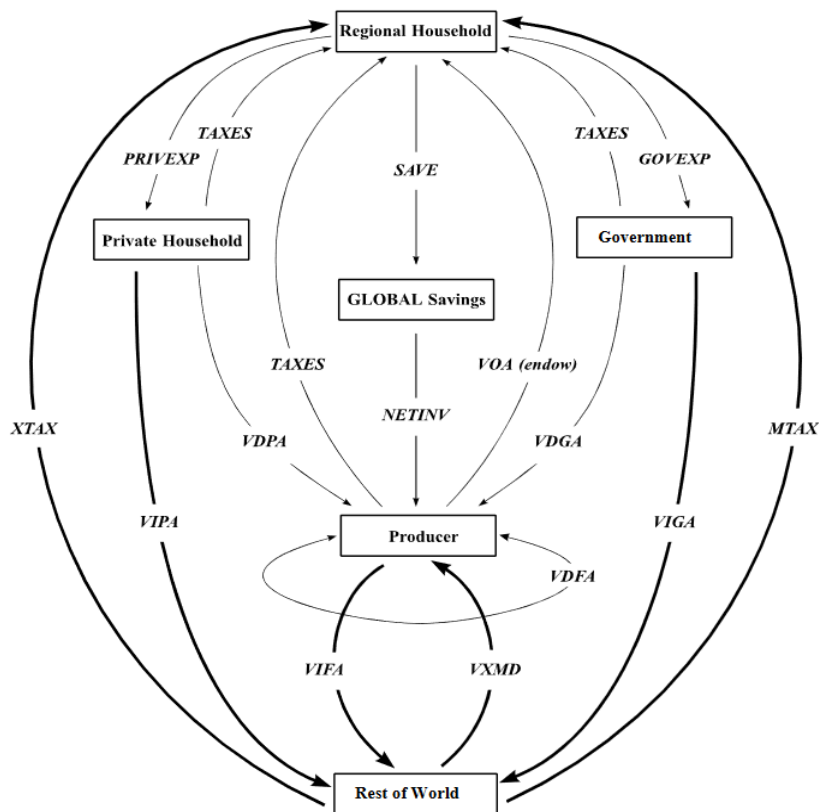 Regional Household
TAXES
TAXES
PRIVEXP
GOVEXP
SAVE
Private Household
Government
GLOBAL Savings
TAXES
VOA (endow)
NETINV
XTAX
MTAX
VDPA
VDGA
VIPA
VIGA
Producer
VDFA
VIFA
VXMD
Rest of World